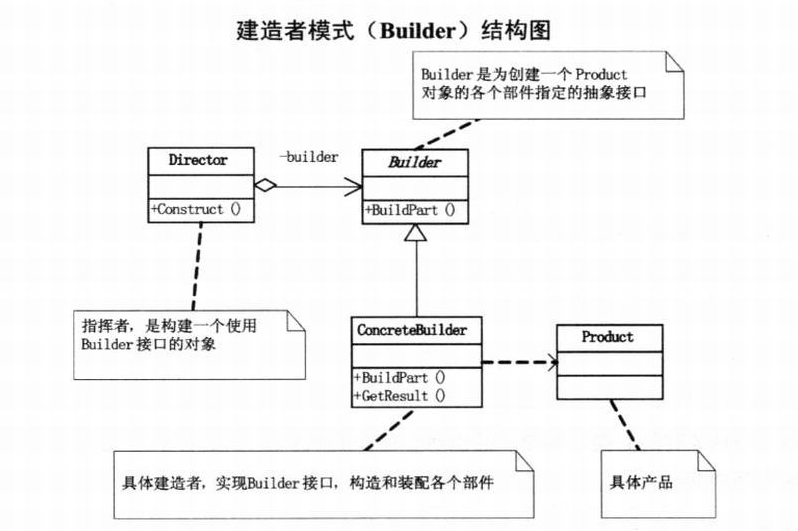 建造者模式（Builder）结构图
Builder是为创建一个Product
对象的各个部件指定的抽象接口
Director
-builder
Builder
+Construct()
+BuildPart()
指挥者，是构建一个使用
Builder接口的对象
ConcreteBuilder
Product
+BuildPart()
+GetResult()
具体建造者，实现Builder接口，构造和装配各个部件
具体产品